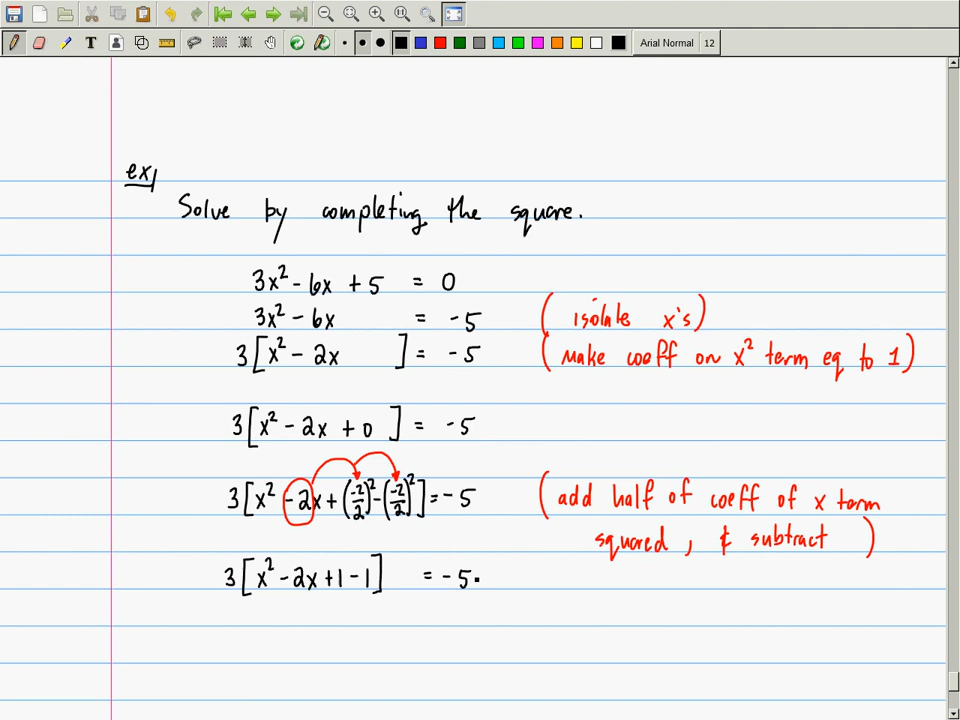 Arial Normal 12
ex)
Solve by completing the square.
3x² - 6x + 5 = 0
3x² - 6x = -5 (isolate x's)
3[x² - 2x ] = -5 (make coeff on x² term eq to 1)
3[x² - 2x + 0 ] = -5
3[x² - 2x + (-2/2)² - (-2/2)²] = -5 (add half of coeff of x term
squared, & subtract)
3[x² - 2x + 1 - 1] = -5